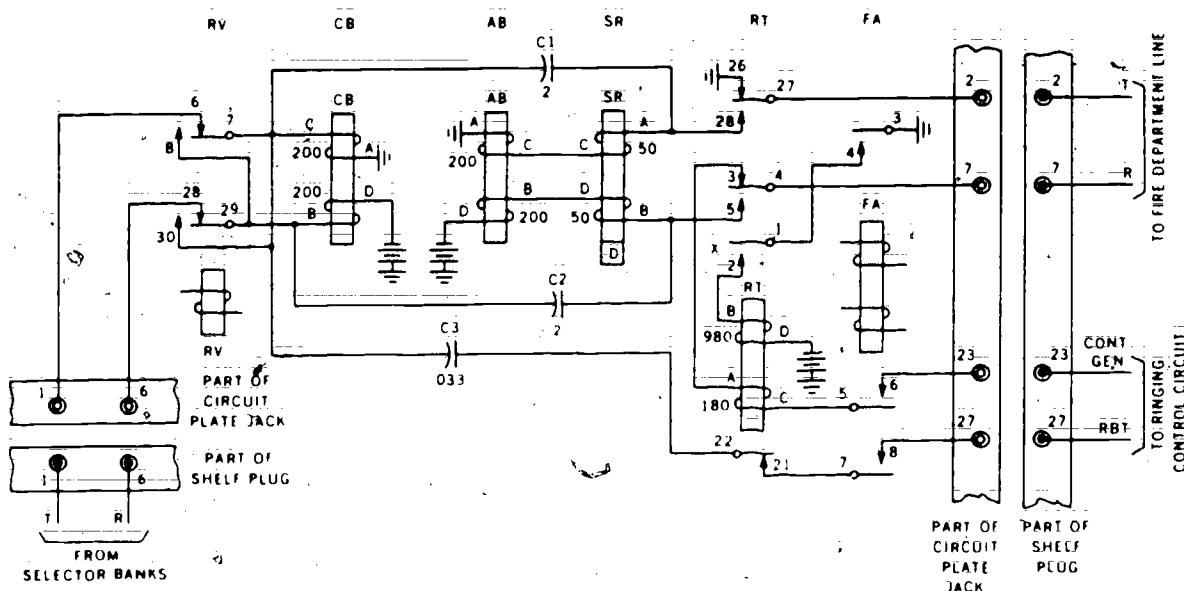 RV CB AB SR RT FA
C1
2
26
27
28
2
2
T
TO FIRE DEPARTMENT LINE
6
7
8
CB
C
200
A
200
D
B
AB
A
200
C
B
D
200
SR
A
C
50
D
50
B
D
3
4
7
7
R
3
4
5
28
29
30
1
X
2
FA
RV
C2
2
C3
033
RT
B
980
D
A
180
C
5
6
22
21
7
8
23
23
CONT
GEN
27
27
RBT
TO RINGING
CONTROL CIRCUIT
1
6
PART OF
CIRCUIT
PLATE JACK
1
6
PART OF
SHELF PLUG
T
R
FROM
SELECTOR BANKS
PART OF
CIRCUIT
PLATE
JACK
PART OF
SHELF
PLUG